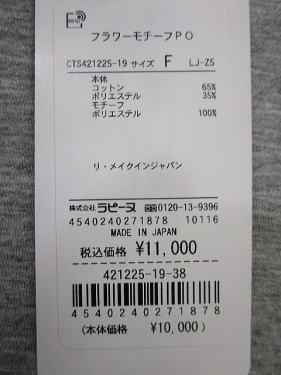 フラワーモチーフPO
CTS421225-19 サイズ F LJ-Z5
本体
コットン 65%
ポリエステル 35%
モチーフ
ポリエステル 100%
リ・メイクインジャパン
株式会社 ラピーヌ 0120-13-9396
4540240271878 10116
MADE IN JAPAN
税込価格 ¥11,000
421225-19-38
4540240271878
(本体価格 ¥10,000)